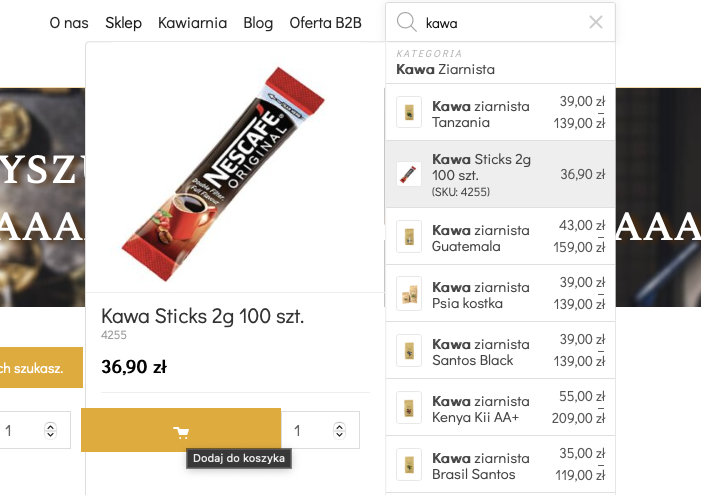 O nas Sklep Kawiarnia Blog Oferta B2B
kawa
KATEGORIA
Kawa Ziarnista
Kawa ziarnista Tanzania
39,00 zł
–
139,00 zł
Kawa Sticks 2g
100 szt.
(SKU: 4255)
36,90 zł
Kawa ziarnista
Guatemala
43,00 zł
–
159,00 zł
Kawa ziarnista
Psia kostka
39,00 zł
–
139,00 zł
Kawa ziarnista
Santos Black
39,00 zł
–
139,00 zł
Kawa ziarnista
Kenya Kii AA+
55,00 zł
–
209,00 zł
Kawa ziarnista
Brasil Santos
35,00 zł
–
119,00 zł
NESCAFÉ
ORIGINAL
Double Filter,
Full Flavour
Kawa Sticks 2g 100 szt.
4255
36,90 zł
1
Dodaj do koszyka
YSZU
AAAA
AAA
ch szukasz.
1